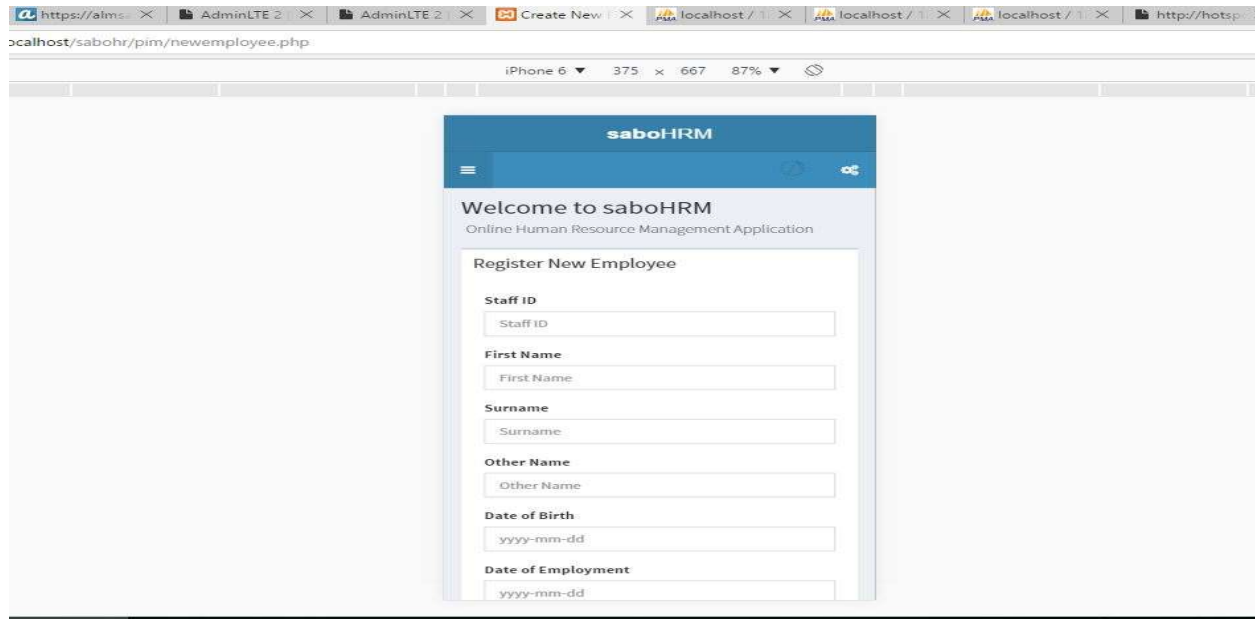 https://alms AdminLTE 2 AdminLTE 2 Create New localhost / 1 localhost / 1 localhost / 1 http://hotsp
ocalhost/sabohr/pim/newemployee.php
iPhone 6 ▼ 375 × 667 87% ▼
saboHRM
Welcome to saboHRM
Online Human Resource Management Application
Register New Employee
Staff ID
Staff ID
First Name
First Name
Surname
Surname
Other Name
Other Name
Date of Birth
yyyy-mm-dd
Date of Employment
yyyy-mm-dd